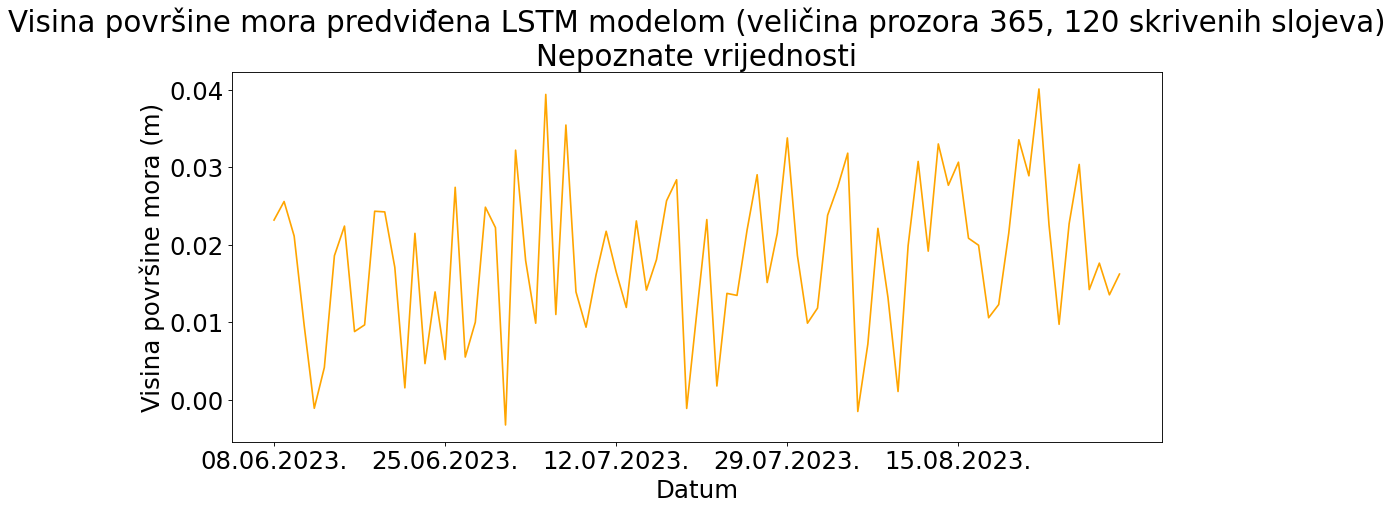 Visina površine mora predviđena LSTM modelom (veličina prozora 365, 120 skrivenih slojeva)
Nepoznate vrijednosti
Visina površine mora (m)
0.04
0.03
0.02
0.01
0.00
08.06.2023.
25.06.2023.
12.07.2023.
29.07.2023.
15.08.2023.
Datum